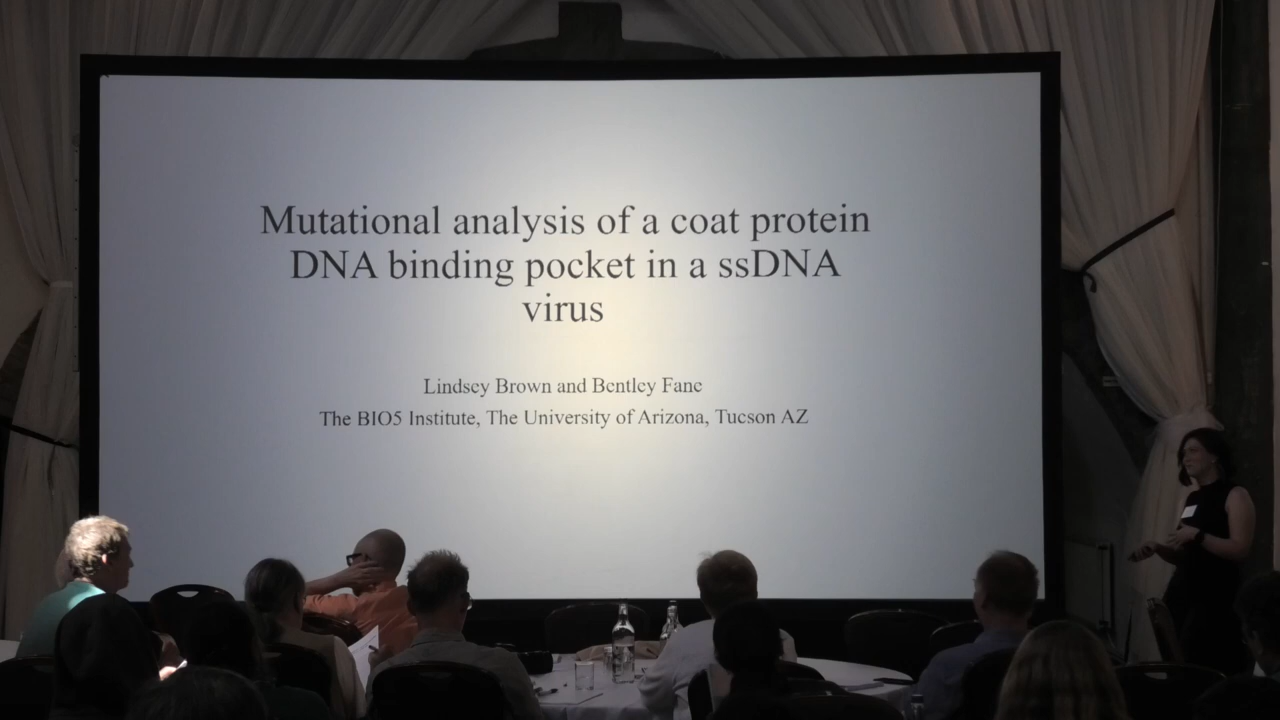 Mutational analysis of a coat protein
DNA binding pocket in a ssDNA
virus
Lindsey Brown and Bentley Fane
The BIO5 Institute, The University of Arizona, Tucson AZ